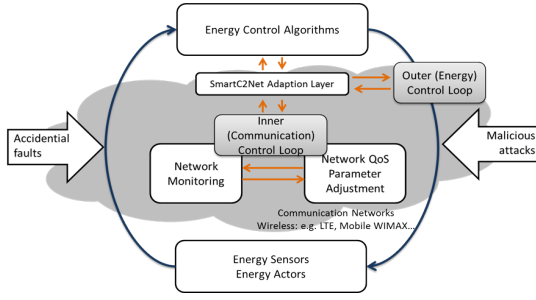 Energy Control Algorithms
SmartC2Net Adaption Layer
Outer (Energy)
Control Loop
Inner
(Communication)
Control Loop
Accidential
faults
Malicious
attacks
Network
Monitoring
Network QoS
Parameter
Adjustment
Communication Networks
Wireless: e.g. LTE, Mobile WIMAX...
Energy Sensors
Energy Actors